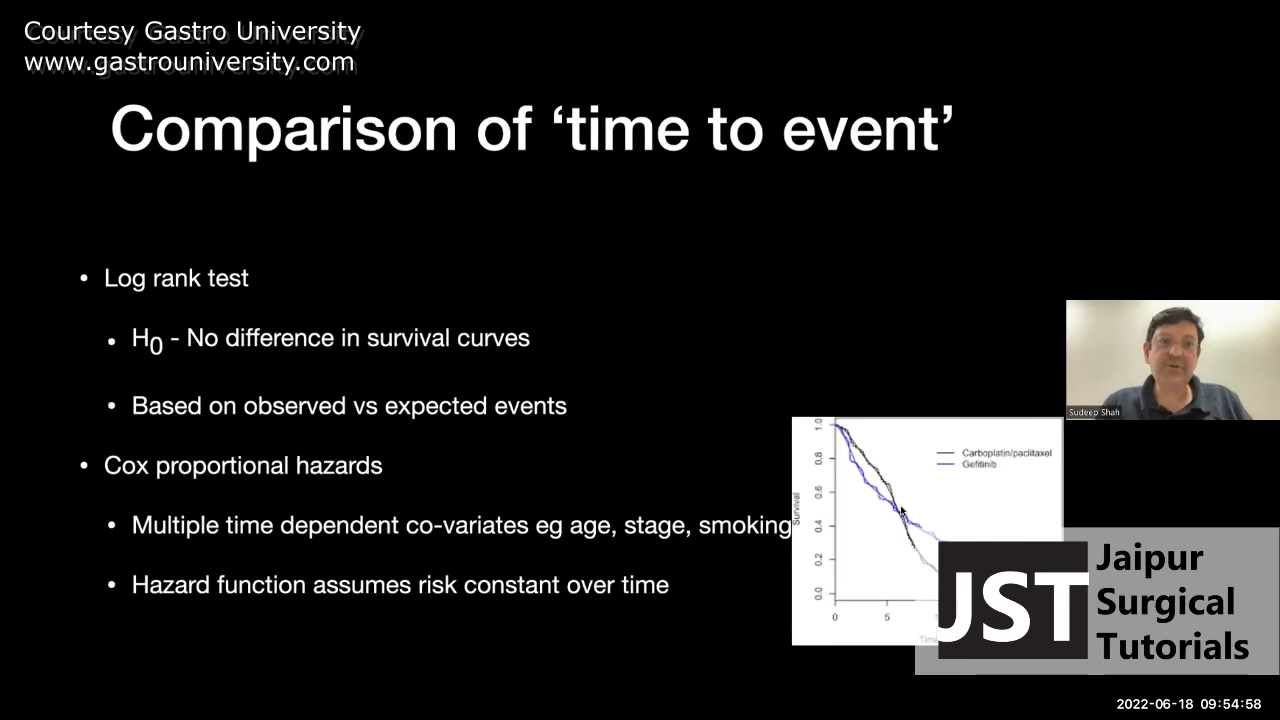 Courtesy Gastro University
www.gastrouniversity.com
Comparison of ‘time to event’
• Log rank test
• H0 - No difference in survival curves
• Based on observed vs expected events
• Cox proportional hazards
• Multiple time dependent co-variates eg age, stage, smoking
• Hazard function assumes risk constant over time
Sudeep Shah
Carboplatin/paclitaxel
Gefitinib
Survival
1.0
0.8
0.6
0.4
0.2
0.0
0 5
JST
Jaipur
Surgical
Tutorials
2022-06-18 09:54:58